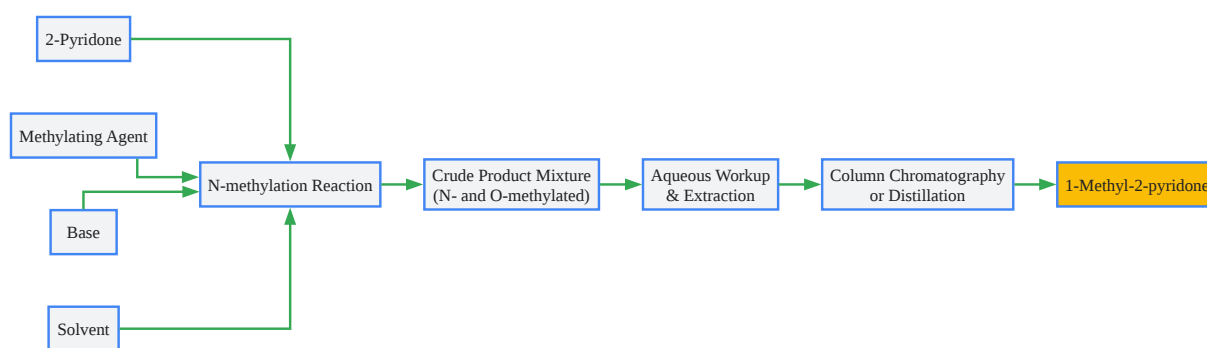 2-Pyridone
Methylating Agent
N-methylation Reaction
Base
Solvent
Crude Product Mixture
(N- and O-methylated)
Aqueous Workup
& Extraction
Column Chromatography
or Distillation
1-Methyl-2-pyridone